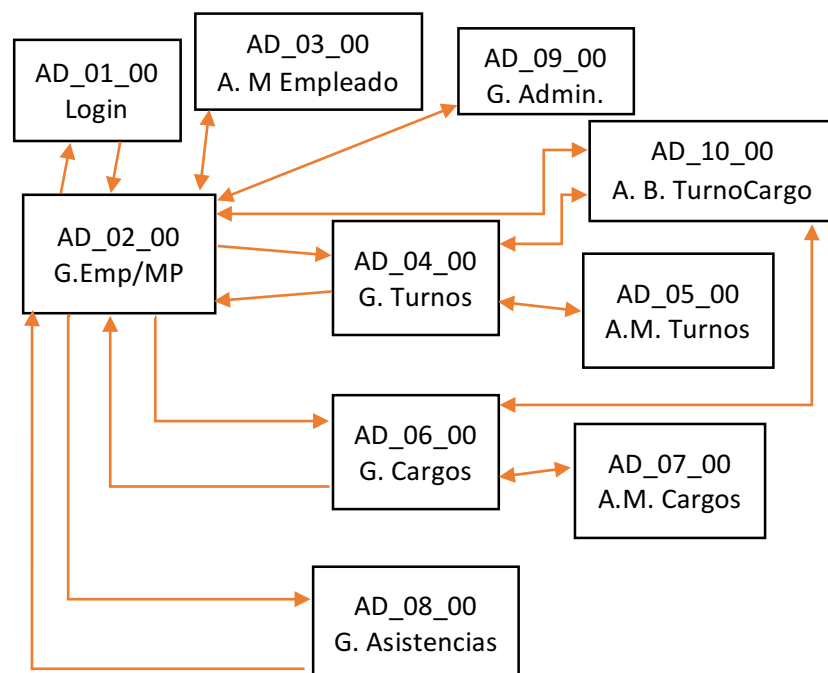 AD_01_00
Login
AD_03_00
A. M Empleado
AD_09_00
G. Admin.
AD_10_00
A. B. TurnoCargo
AD_02_00
G.Emp/MP
AD_04_00
G. Turnos
AD_05_00
A.M. Turnos
AD_06_00
G. Cargos
AD_07_00
A.M. Cargos
AD_08_00
G. Asistencias